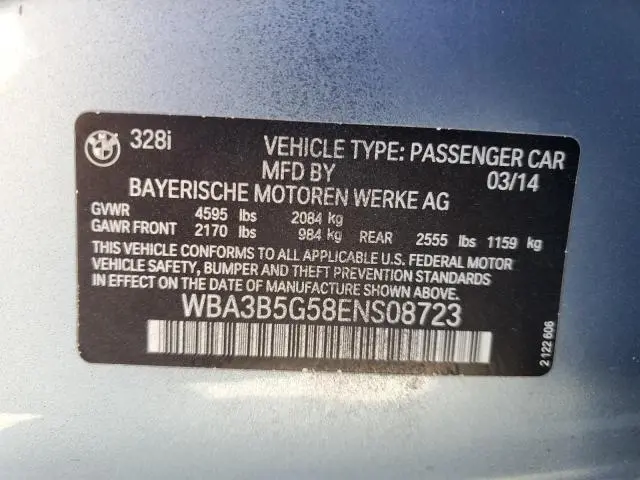 328i VEHICLE TYPE: PASSENGER CAR
MFD BY 03/14
BAYERISCHE MOTOREN WERKE AG
GVWR 4595 lbs 2084 kg
GAWR FRONT 2170 lbs 984 kg REAR 2555 lbs 1159 kg
THIS VEHICLE CONFORMS TO ALL APPLICABLE U.S. FEDERAL MOTOR
VEHICLE SAFETY, BUMPER AND THEFT PREVENTION STANDARDS
IN EFFECT ON THE DATE OF MANUFACTURE SHOWN ABOVE.
WBA3B5G58ENS08723
2 122 606